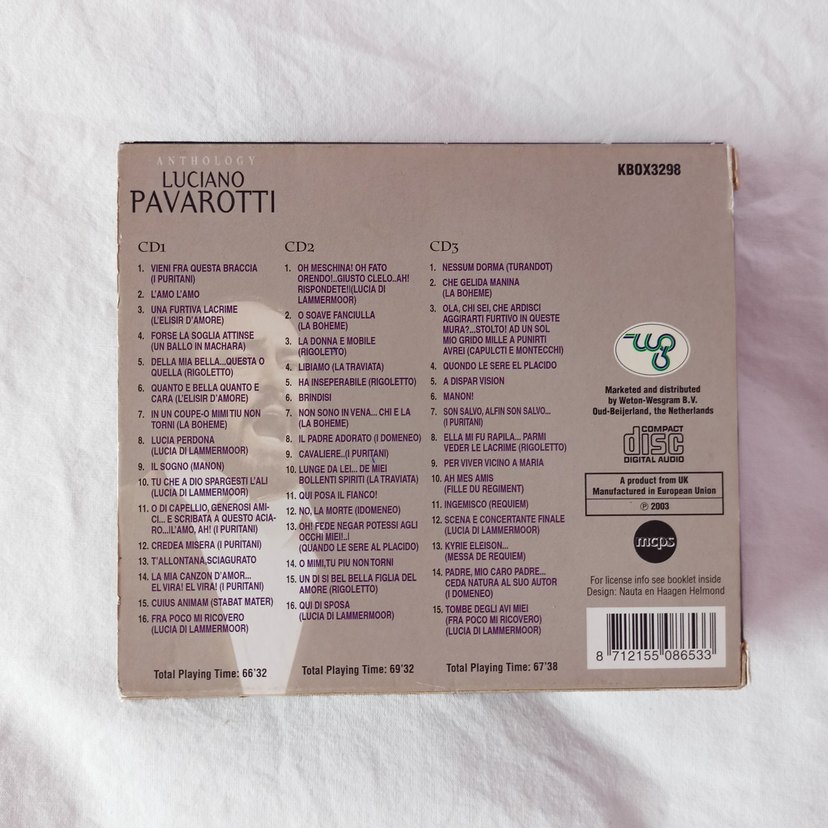 ANTHOLOGY
LUCIANO
PAVAROTTI
KBOX3298
CD1
1. VIENI FRA QUESTA BRACCIA
(I PURITANI)
2. L'AMO L'AMO
3. UNA FURTIVA LACRIME
(L'ELISIR D'AMORE)
4. FORSE LA SOGLIA ATTINSE
(UN BALLO IN MACHARA)
5. DELLA MIA BELLA...QUESTA O
QUELLA (RIGOLETTO)
6. QUANTO E BELLA QUANTO E
CARA (L'ELISIR D'AMORE)
7. IN UN COUPE-O MIMI TIU NON
TORNI (LA BOHEME)
8. LUCIA PERDONA
(LUCIA DI LAMMERMOOR)
9. IL SOGNO (MANON)
10. TU CHE A DIO SPARGESTI L'ALI
(LUCIA DI LAMMERMOOR)
11. O DI CAPELLIO, GENEROSI AMI-
CI... E SCRIBATA A QUESTO ACIA-
RO...!L'AMO, AH! (I PURITANI)
12. CREDEA MISERA (I PURITANI)
13. T'ALLONTANA,SCIAGURATO
14. LA MIA CANZON D'AMOR...
EL VIRA! EL VIRA! (I PURITANI)
15. CUIUS ANIMAM (STABAT MATER)
16. FRA POCO MI RICOVERO
(LUCIA DI LAMMERMOOR)
Total Playing Time: 66'32
CD2
1. OH MESCHINA! OH FATO
ORENDO!..GIUSTO CLELO..AH!
RISPONDETE!!(LUCIA DI
LAMMERMOOR)
2. O SOAVE FANCIULLA
(LA BOHEME)
3. LA DONNA E MOBILE
(RIGOLETTO)
4. LIBIAMO (LA TRAVIATA)
5. HA INSEPERABILE (RIGOLETTO)
6. BRINDISI
7. NON SONO IN VENA... CHI E LA
(LA BOHEME)
8. IL PADRE ADORATO (I DOMENEO)
9. CAVALIERE..(I PURITANI)
10. LUNGE DA LEI... DE MIEI
BOLLENTI SPIRITI (LA TRAVIATA)
11. QUI POSA IL FIANCO!
12. NO, LA MORTE (IDOMENEO)
13. OH! FEDE NEGAR POTESSI AGLI
OCCHI MIEI!..I
(QUANDO LE SERE AL PLACIDO)
14. O MIMI,TU PIU NON TORNI
15. UN DI SI BEL BELLA FIGLIA DEL
AMORE (RIGOLETTO)
16. QUI DI SPOSA
(LUCIA DI LAMMERMOOR)
Total Playing Time: 69'32
CD3
1. NESSUM DORMA (TURANDOT)
2. CHE GELIDA MANINA
(LA BOHEME)
3. OLA, CHI SEI, CHE ARDISCI
AGGIRARTI FURTIVO IN QUESTE
MURA?...STOLTO! AD UN SOL
MIO GRIDO MILLE A PUNIRTI
AVREI (CAPULCTI E MONTECCHI)
4. QUONDO LE SERE EL PLACIDO
5. A DISPAR VISION
6. MANON!
7. SON SALVO, ALFIN SON SALVO...
(I PURITANI)
8. ELLA MI FU RAPILA... PARMI
VEDER LE LACRIME (RIGOLETTO)
9. PER VIVER VICINO A MARIA
10. AH MES AMIS
(FILLE DU REGIMENT)
11. INGEMISCO (REQUIEM)
12. SCENA E CONCERTANTE FINALE
(LUCIA DI LAMMERMOOR)
13. KYRIE ELEISON...
(MESSA DE REQUIEM)
14. PADRE, MIO CARO PADRE...
CEDA NATURA AL SUO AUTOR
(I DOMENEO)
15. TOMBE DEGLI AVI MIEI
(FRA POCO MI RICOVERO)
(LUCIA DI LAMMERMOOR)
Total Playing Time: 67'38
Marketed and distributed
by Weton-Wesgram B.V.
Oud-Beijerland, the Netherlands
COMPACT
disc
DIGITAL AUDIO
A product from UK
Manufactured in European Union
℗ 2003
mcps
For license info see booklet inside
Design: Nauta en Haagen Helmond
8 712155 086533